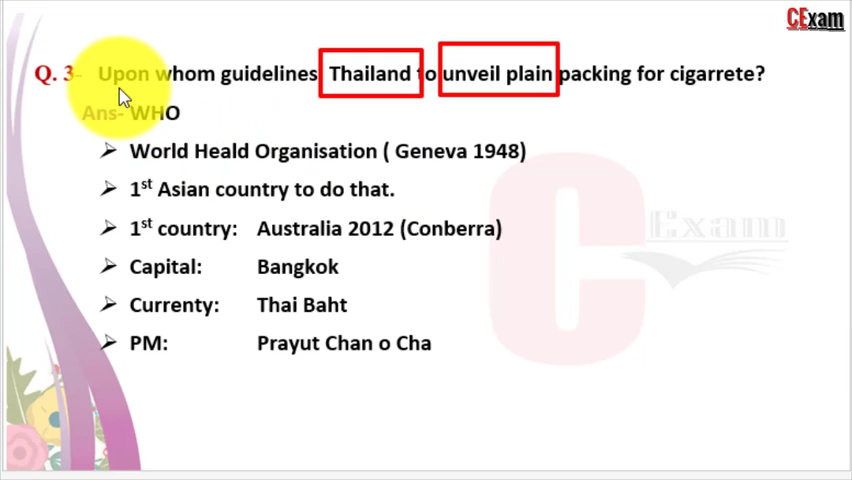 CExam
Q. 3- Upon whom guidelines Thailand to unveil plain packing for cigarrete?
Ans- WHO
➢ World Heald Organisation ( Geneva 1948)
➢ 1st Asian country to do that.
➢ 1st country: Australia 2012 (Conberra)
➢ Capital: Bangkok
➢ Currenty: Thai Baht
➢ PM: Prayut Chan o Cha
C Exam